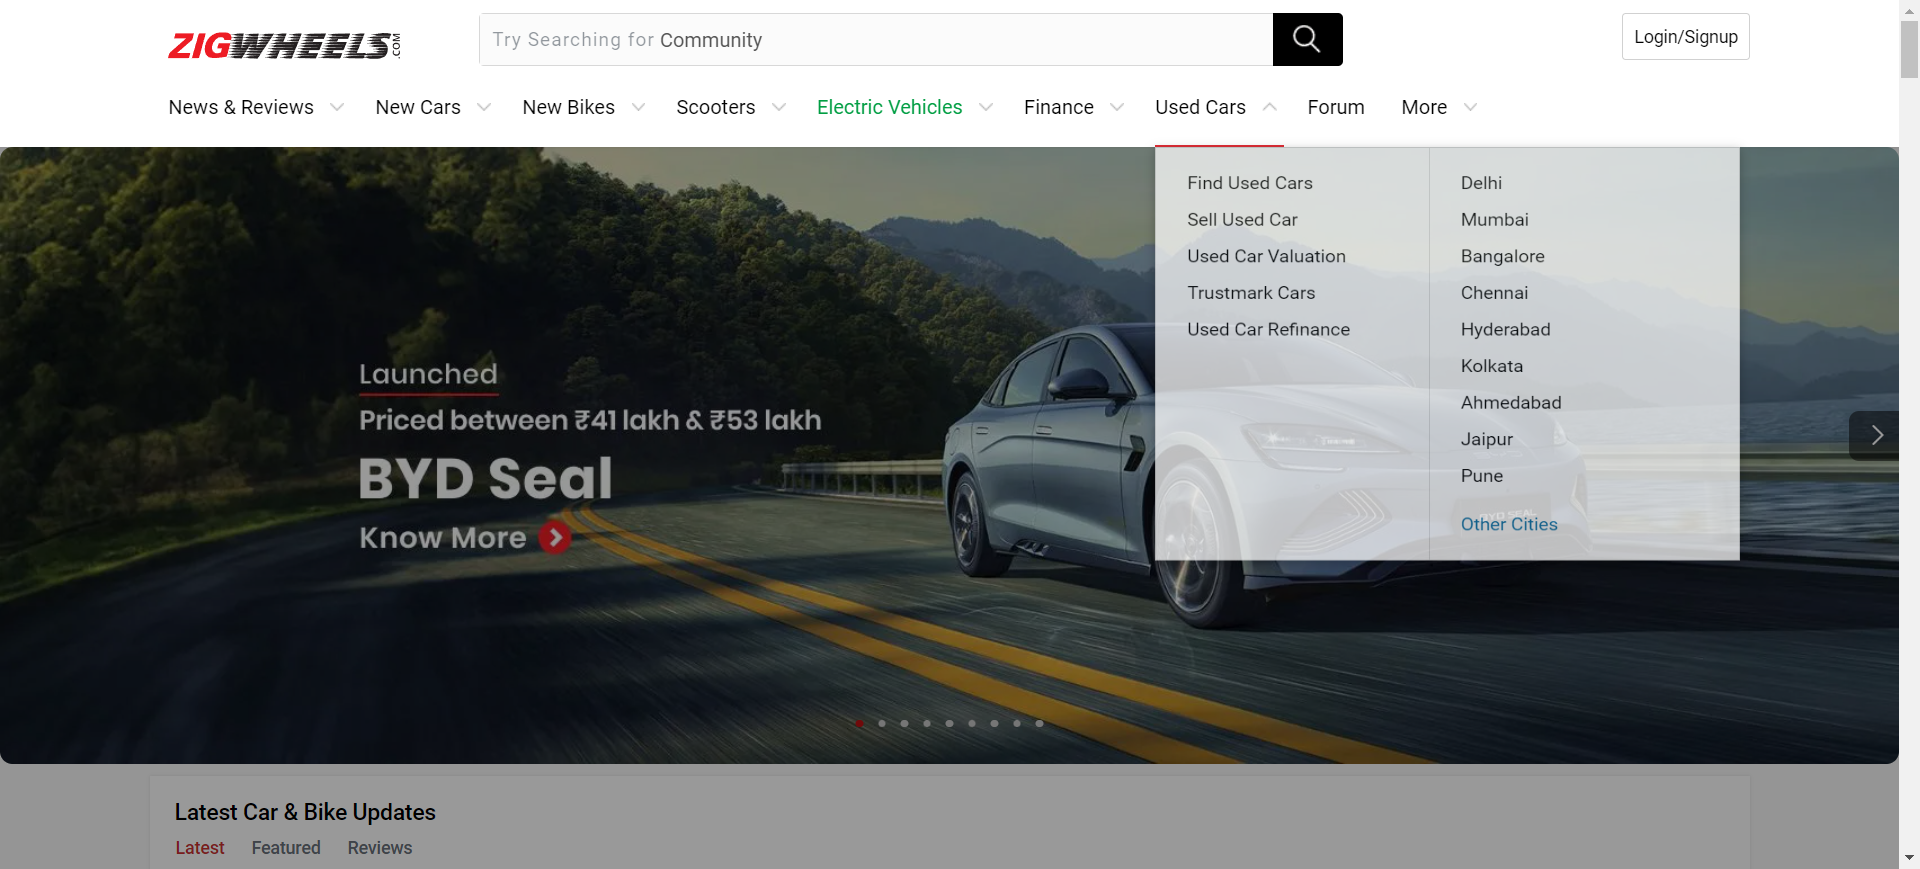 ZIGWHEELS.COM
Try Searching for Community
Login/Signup
News & Reviews
New Cars
New Bikes
Scooters
Electric Vehicles
Finance
Used Cars
Forum
More
Find Used Cars
Sell Used Car
Used Car Valuation
Trustmark Cars
Used Car Refinance
Delhi
Mumbai
Bangalore
Chennai
Hyderabad
Kolkata
Ahmedabad
Jaipur
Pune
Other Cities
Launched
Priced between ₹41 lakh & ₹53 lakh
BYD Seal
Know More
BYD SEAL
Latest Car & Bike Updates
Latest
Featured
Reviews